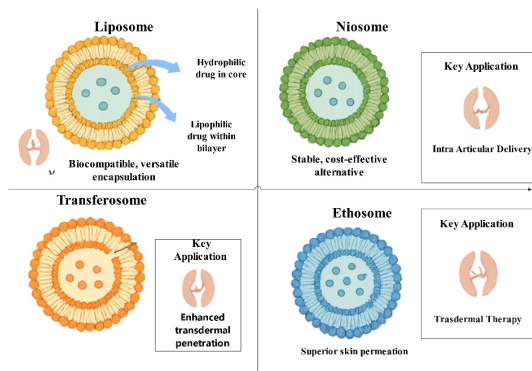 Liposome
Hydrophilic
drug in core
Lipophilic
drug within
bilayer
Biocompatible, versatile
encapsulation
Niosome
Stable, cost-effective
alternative
Key Application
Intra Articular Delivery
Transferosome
Key
Application
Enhanced
transdermal
penetration
Ethosome
Superior skin permeation
Key Application
Trasdermal Therapy